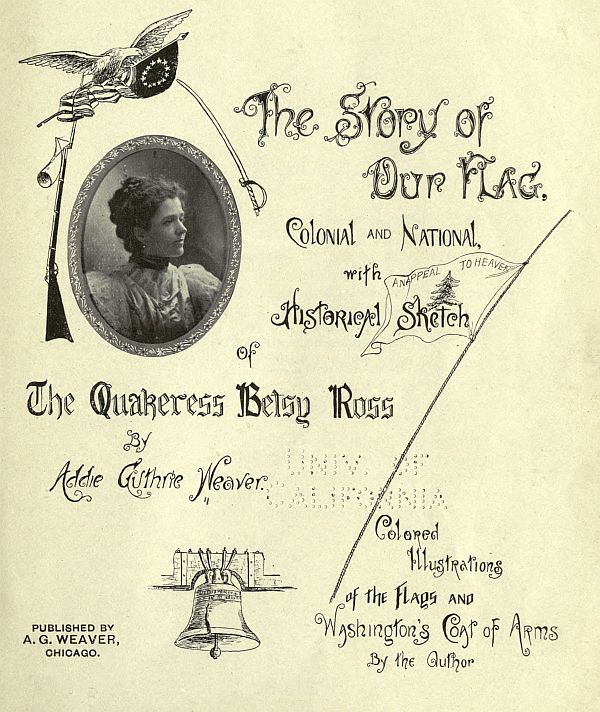 The Story of
Our Flag,
Colonial and National,
with
AN APPEAL TO HEAVEN
Historical Sketch
of
The Quakeress Betsy Ross
By
Addie Guthrie Weaver.
UNIV. OF
CALIFORNIA
Colored
Illustrations
of the Flags and
Washington's Coat of Arms
By the Author
PUBLISHED BY
A. G. WEAVER,
CHICAGO.